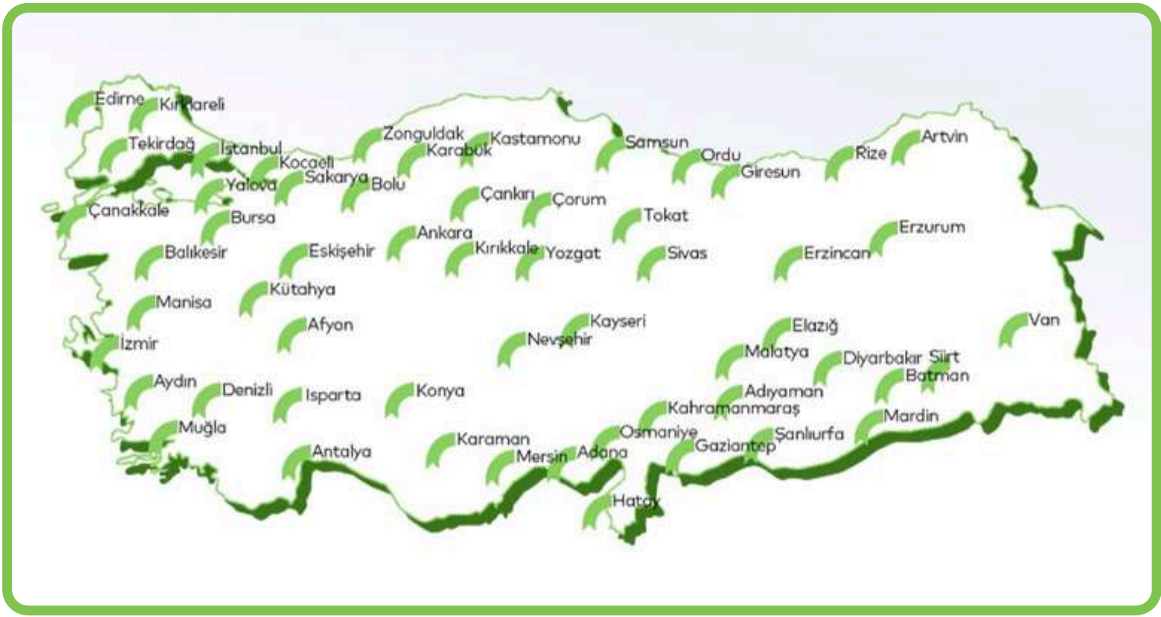 Edirne
Kırklareli
Tekirdağ
İstanbul
Kocaeli
Sakarya
Yalova
Bursa
Çanakkale
Balıkesir
Zonguldak
Karabük
Kastamonu
Bolu
Samsun
Ordu
Giresun
Rize
Artvin
Çankırı
Çorum
Tokat
Ankara
Kırıkkale
Yozgat
Sivas
Erzincan
Erzurum
Eskişehir
Kütahya
Manisa
Afyon
İzmir
Kayseri
Nevşehir
Elazığ
Malatya
Van
Diyarbakır
Siirt
Batman
Aydın
Denizli
Isparta
Konya
Adıyaman
Kahramanmaraş
Mardin
Muğla
Antalya
Karaman
Mersin
Adana
Osmaniye
Gaziantep
Şanlıurfa
Hatay